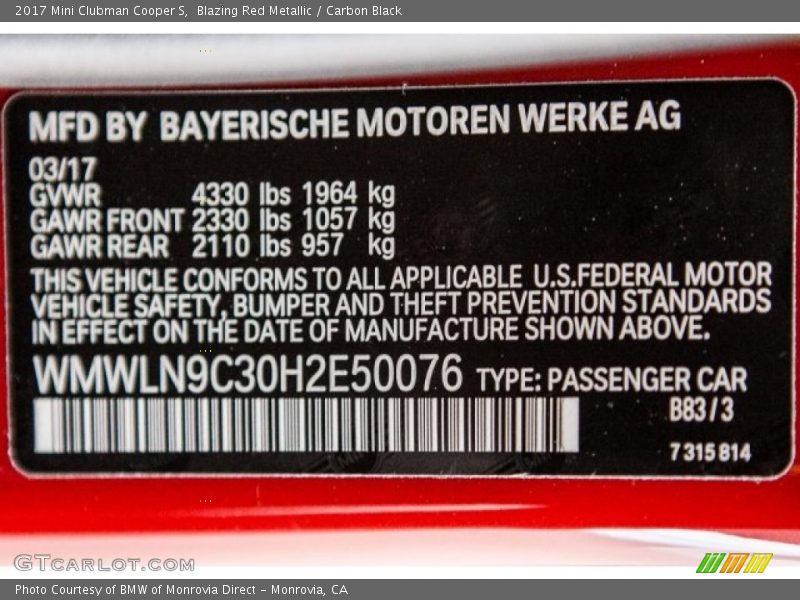 2017 Mini Clubman Cooper S, Blazing Red Metallic / Carbon Black
MFD BY BAYERISCHE MOTOREN WERKE AG
03/17
GVWR 4330 lbs 1964 kg
GAWR FRONT 2330 lbs 1057 kg
GAWR REAR 2110 lbs 957 kg
THIS VEHICLE CONFORMS TO ALL APPLICABLE U.S.FEDERAL MOTOR
VEHICLE SAFETY, BUMPER AND THEFT PREVENTION STANDARDS
IN EFFECT ON THE DATE OF MANUFACTURE SHOWN ABOVE.
WMWLN9C30H2E50076 TYPE: PASSENGER CAR
B83/3
7 315 814
GTCARLOT.COM
Photo Courtesy of BMW of Monrovia Direct - Monrovia, CA